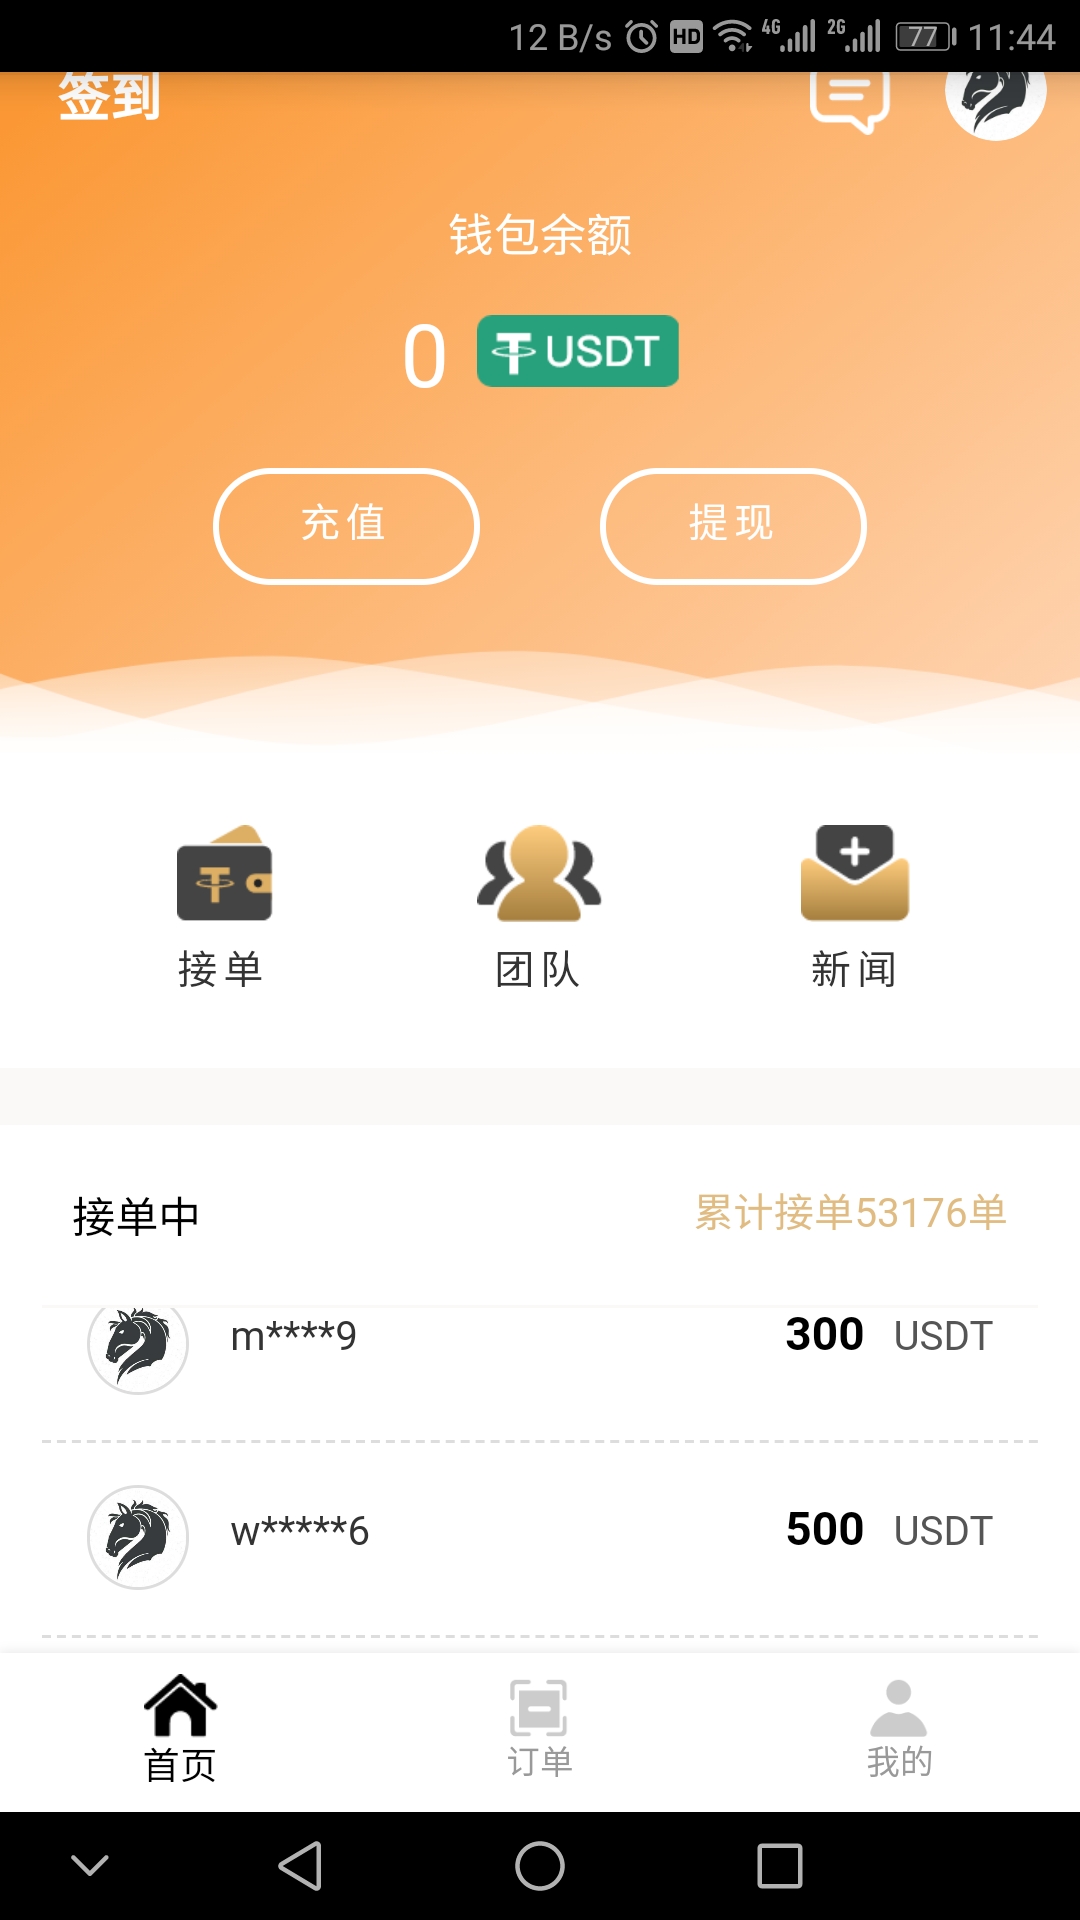 12 B/s HD 4G 2G 77 11:44
签到
钱包余额
0 USDT
充值 提现
接单 团队 新闻
接单中 累计接单53176单
m****9 300 USDT
w*****6 500 USDT
首页 订单 我的